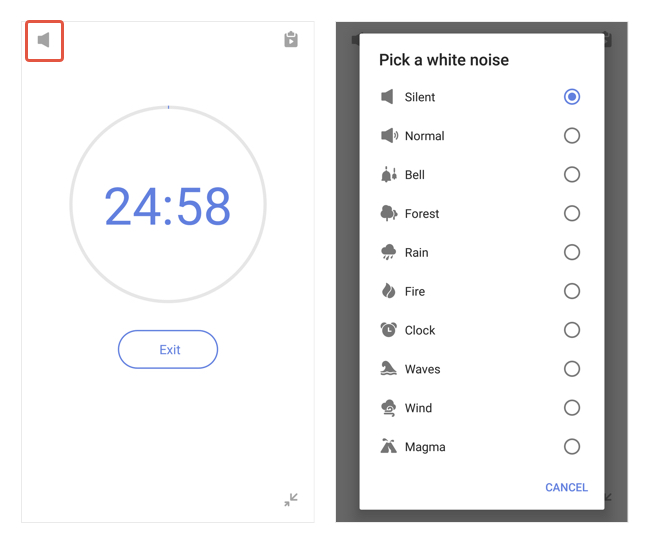 24:58
Exit
Pick a white noise
Silent
Normal
Bell
Forest
Rain
Fire
Clock
Waves
Wind
Magma
CANCEL